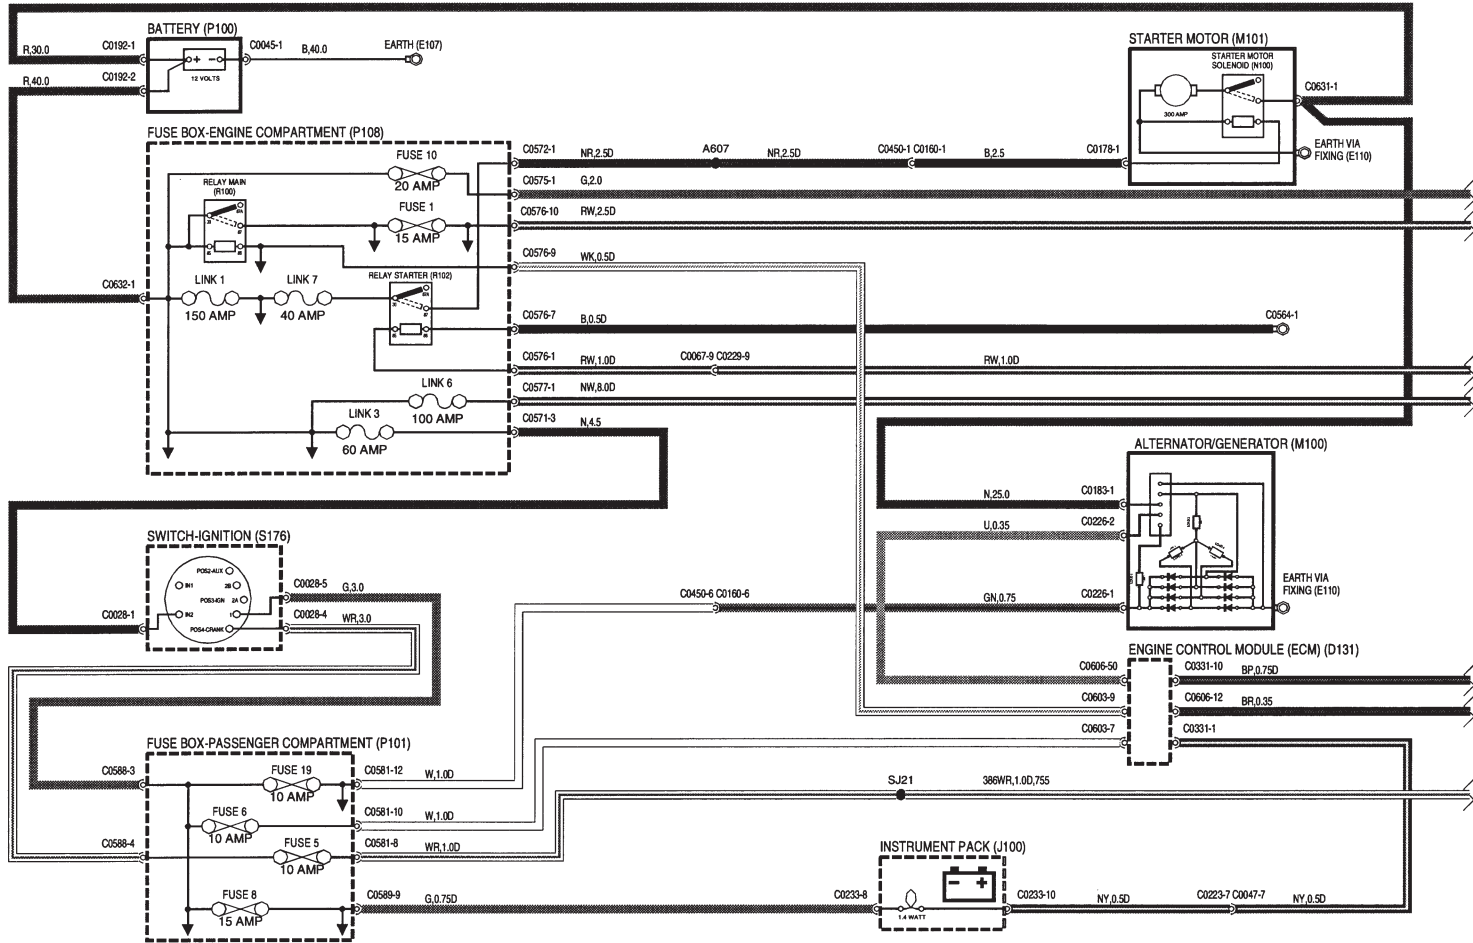 BATTERY (P100)
R,30.0
C0192-1
C0045-1
B,40.0
EARTH (E107)
12 VOLTS
R,40.0
C0192-2
STARTER MOTOR (M101)
STARTER MOTOR
SOLENOID (N100)
C0631-1
300 AMP
EARTH VIA
FIXING (E110)
FUSE BOX-ENGINE COMPARTMENT (P108)
FUSE 10
20 AMP
C0572-1
NR,2.5D
A607
NR,2.5D
C0450-1 C0160-1
B,2.5
C0178-1
RELAY MAIN
(R100)
C0575-1
G,2.0
FUSE 1
15 AMP
C0576-10
RW,2.5D
C0576-9
WK,0.5D
C0632-1
LINK 1
150 AMP
LINK 7
40 AMP
RELAY STARTER (R102)
C0576-7
B,0.5D
C0564-1
C0576-1
RW,1.0D
C0067-9 C0229-9
RW,1.0D
LINK 6
100 AMP
C0577-1
NW,8.0D
LINK 3
60 AMP
C0571-3
N,4.5
ALTERNATOR/GENERATOR (M100)
N,25.0
C0183-1
U,0.35
C0226-2
EARTH VIA
FIXING (E110)
C0450-6 C0160-6
GN,0.75
C0226-1
SWITCH-IGNITION (S176)
POS2-AUX
IN1
2B
POS3-IGN
2A
IN2
1
POS4-CRANK
C0028-1
C0028-5
G,3.0
C0028-4
WR,3.0
ENGINE CONTROL MODULE (ECM) (D131)
C0606-50
C0331-10
BP,0.75D
C0603-9
C0606-12
BR,0.35
C0603-7
C0331-1
FUSE BOX-PASSENGER COMPARTMENT (P101)
C0588-3
FUSE 19
10 AMP
C0581-12
W,1.0D
FUSE 6
10 AMP
C0581-10
W,1.0D
SJ21
386WR,1.0D,755
C0588-4
FUSE 5
10 AMP
C0581-8
WR,1.0D
FUSE 8
15 AMP
C0589-9
G,0.75D
INSTRUMENT PACK (J100)
C0233-8
1.4 WATT
C0233-10
NY,0.5D
C0223-7 C0047-7
NY,0.5D